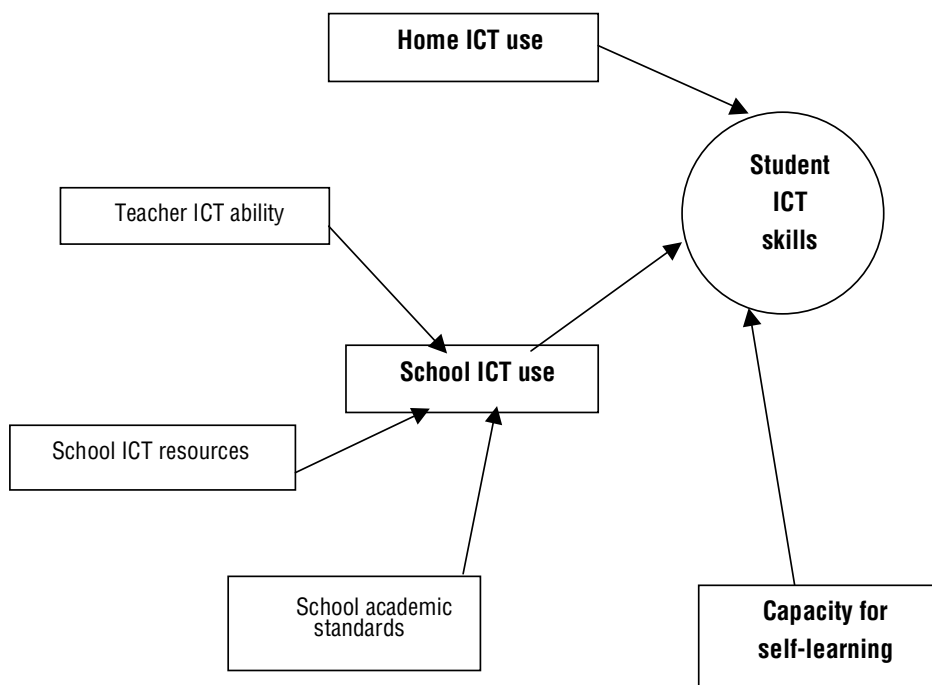 Home ICT use
Student
ICT
skills
Teacher ICT ability
School ICT use
School ICT resources
School academic
standards
Capacity for
self-learning